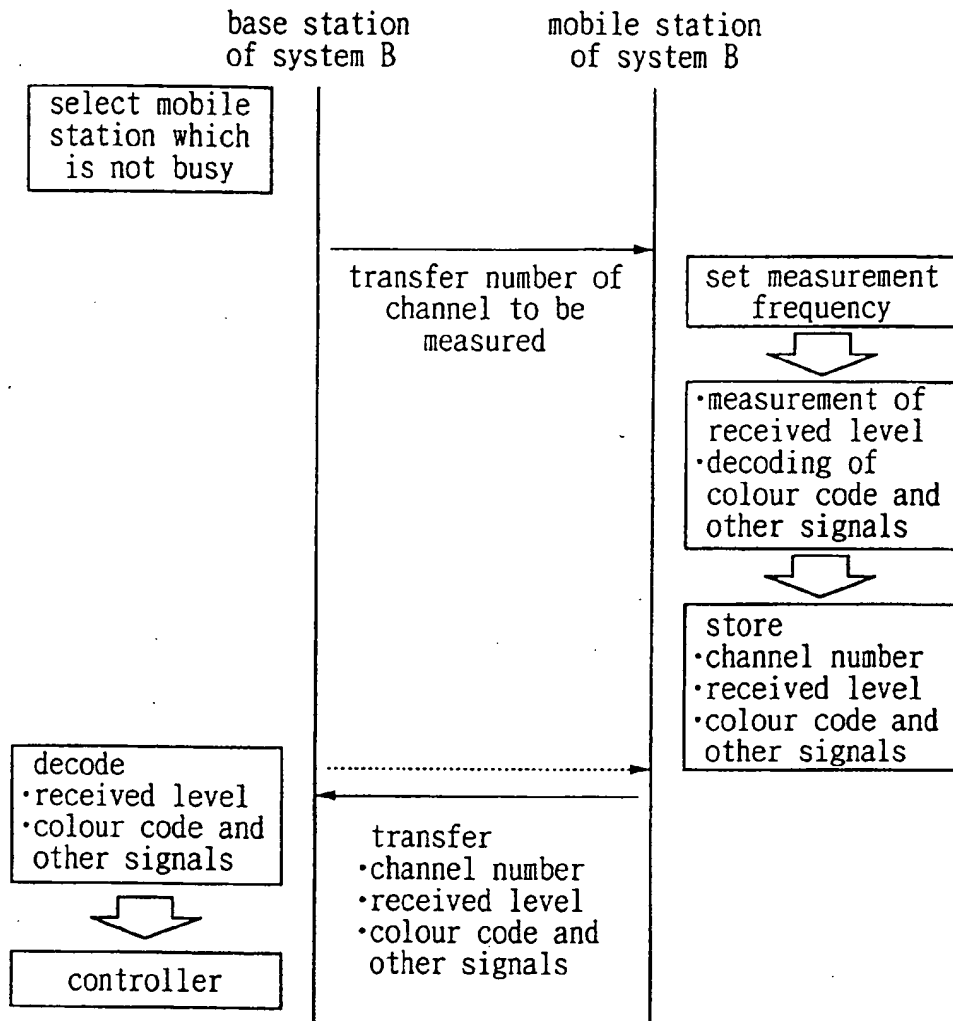 base station
of system B
mobile station
of system B
select mobile
station which
is not busy
transfer number of
channel to be
measured
set measurement
frequency
·measurement of
received level
·decoding of
colour code and
other signals
store
·channel number
·received level
·colour code and
other signals
decode
·received level
·colour code and
other signals
transfer
·channel number
·received level
·colour code and
other signals
controller